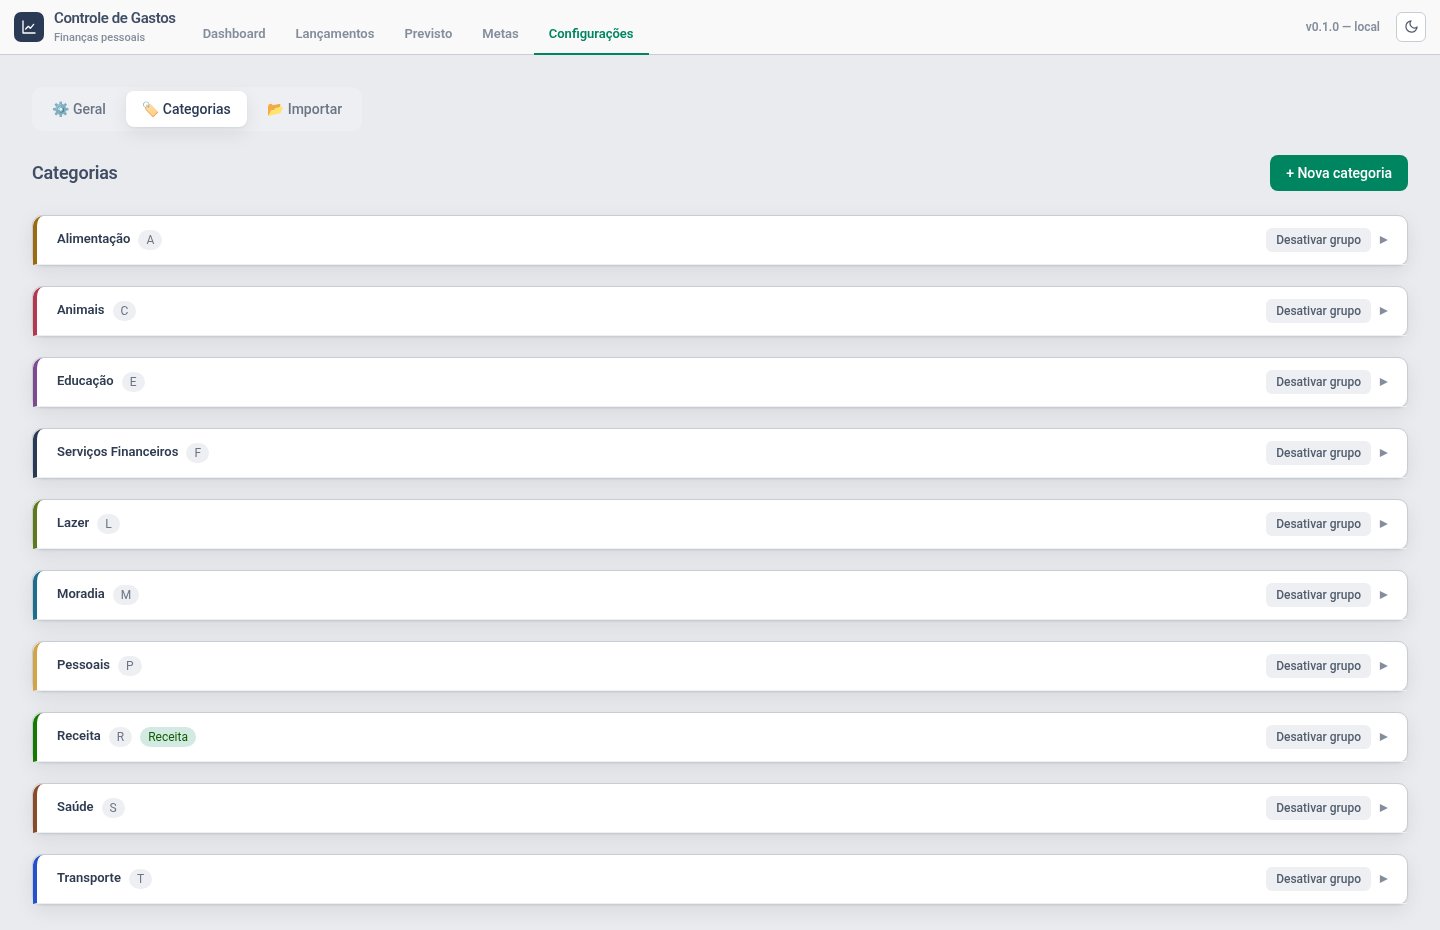 Controle de Gastos
Finanças pessoais
Dashboard Lançamentos Previsto Metas Configurações
v0.1.0 — local
⚙️ Geral 🏷️ Categorias 📂 Importar
Categorias
+ Nova categoria
Alimentação A Desativar grupo ▶
Animais C Desativar grupo ▶
Educação E Desativar grupo ▶
Serviços Financeiros F Desativar grupo ▶
Lazer L Desativar grupo ▶
Moradia M Desativar grupo ▶
Pessoais P Desativar grupo ▶
Receita R Receita Desativar grupo ▶
Saúde S Desativar grupo ▶
Transporte T Desativar grupo ▶